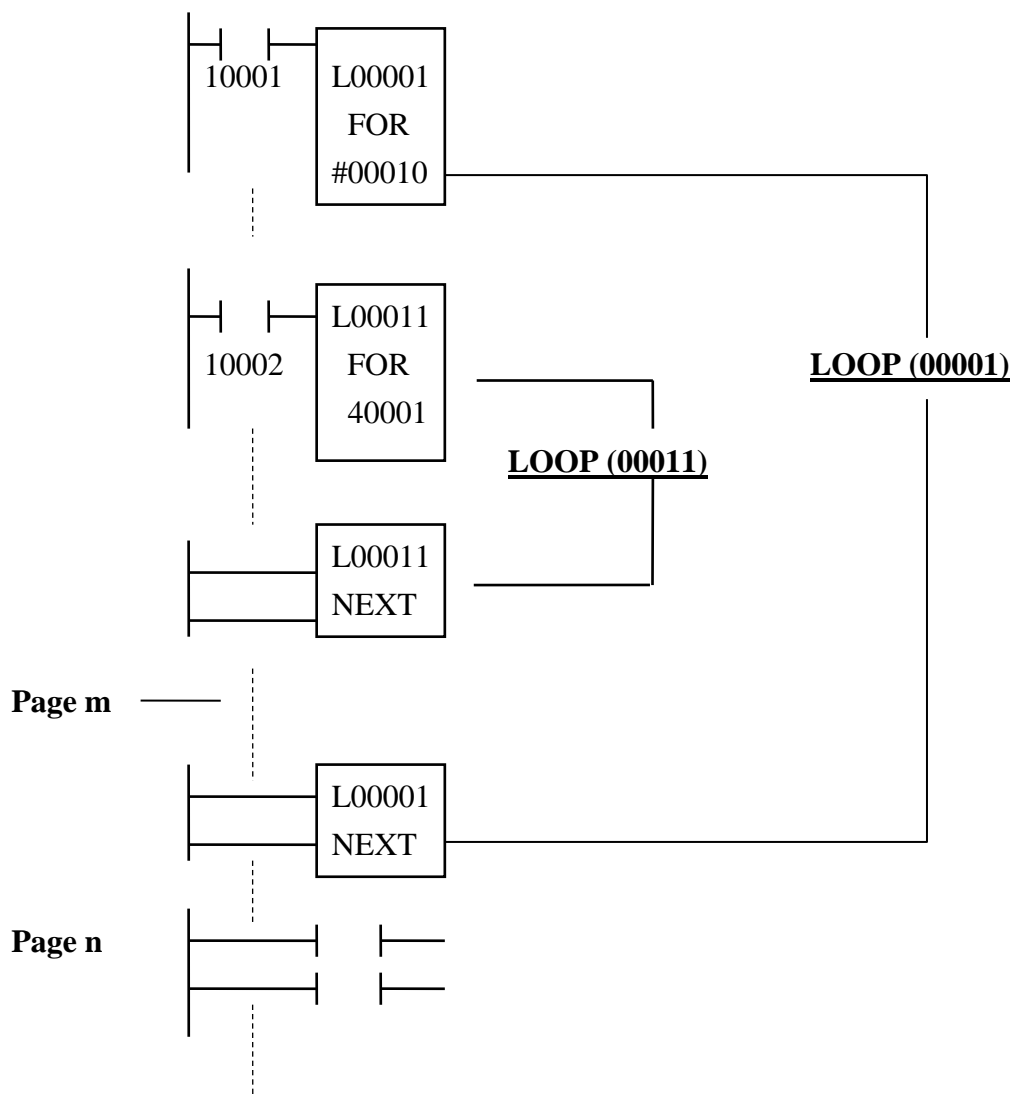 10001
L00001
FOR
#00010
10002
L00011
FOR
40001
LOOP (00001)
LOOP (00011)
L00011
NEXT
Page m
L00001
NEXT
Page n